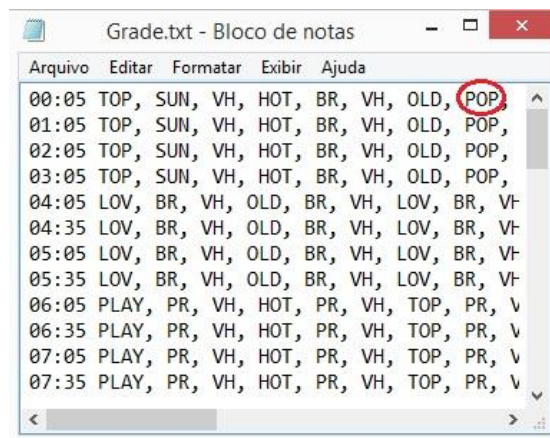 Grade.txt - Bloco de notas
Arquivo Editar Formatar Exibir Ajuda
00:05 TOP, SUN, VH, HOT, BR, VH, OLD, POP,
01:05 TOP, SUN, VH, HOT, BR, VH, OLD, POP,
02:05 TOP, SUN, VH, HOT, BR, VH, OLD, POP,
03:05 TOP, SUN, VH, HOT, BR, VH, OLD, POP,
04:05 LOV, BR, VH, OLD, BR, VH, LOV, BR, VH
04:35 LOV, BR, VH, OLD, BR, VH, LOV, BR, VH
05:05 LOV, BR, VH, OLD, BR, VH, LOV, BR, VH
05:35 LOV, BR, VH, OLD, BR, VH, LOV, BR, VH
06:05 PLAY, PR, VH, HOT, PR, VH, TOP, PR, V
06:35 PLAY, PR, VH, HOT, PR, VH, TOP, PR, V
07:05 PLAY, PR, VH, HOT, PR, VH, TOP, PR, V
07:35 PLAY, PR, VH, HOT, PR, VH, TOP, PR, V